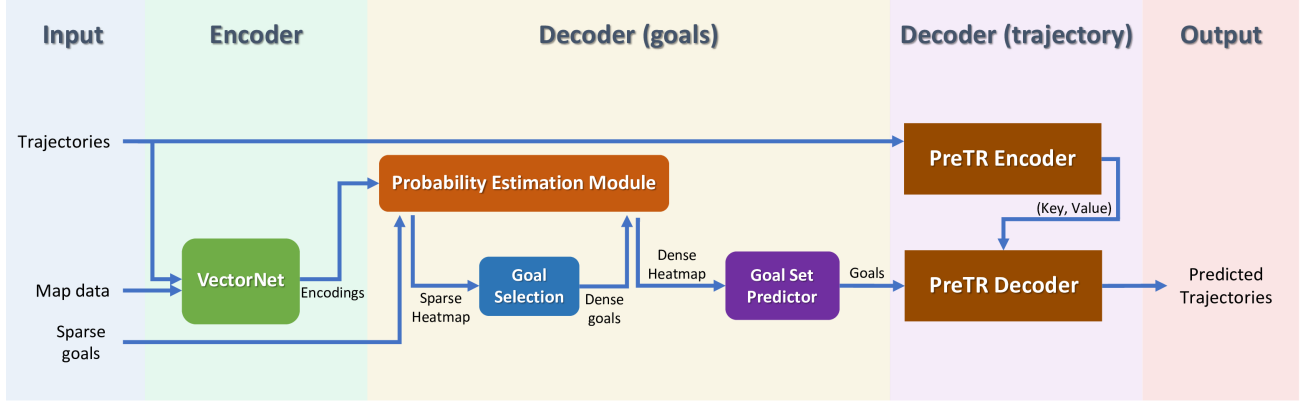 Input
Encoder
Decoder (goals)
Decoder (trajectory)
Output
Trajectories
PreTR Encoder
Probability Estimation Module
(Key, Value)
VectorNet
Encodings
Map data
Sparse
goals
Sparse
Heatmap
Goal
Selection
Dense
goals
Dense
Heatmap
Goal Set
Predictor
Goals
PreTR Decoder
Predicted
Trajectories